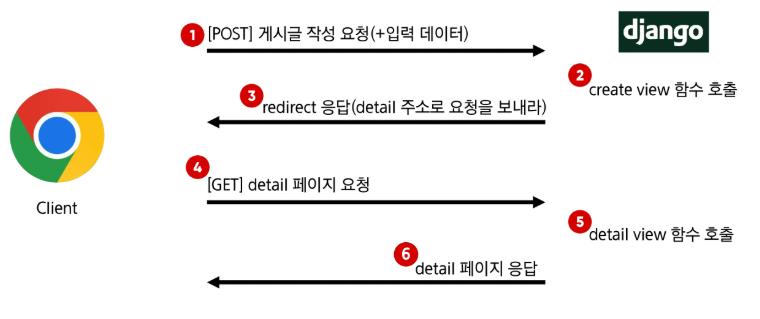 1 [POST] 게시글 작성 요청(+입력 데이터)
django
2 create view 함수 호출
3 redirect 응답(detail 주소로 요청을 보내라)
4 [GET] detail 페이지 요청
Client
5 detail view 함수 호출
6 detail 페이지 응답